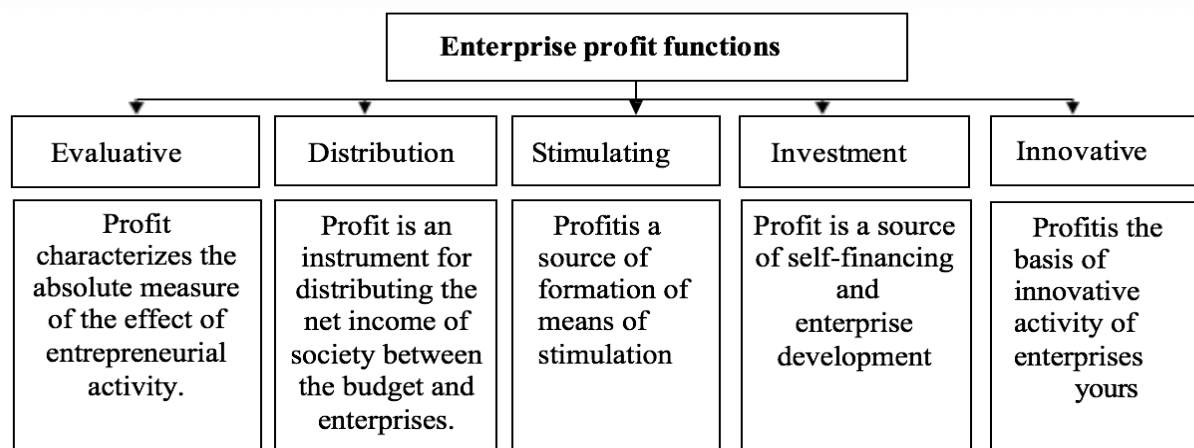 Enterprise profit functions
Evaluative
Distribution
Stimulating
Investment
Innovative
Profit
characterizes the
absolute measure
of the effect of
entrepreneurial
activity.
Profit is an
instrument for
distributing the
net income of
society between
the budget and
enterprises.
Profitis a
source of
formation of
means of
stimulation
Profit is a source
of self-financing
and
enterprise
development
Profitis the
basis of
innovative
activity of
enterprises
yours